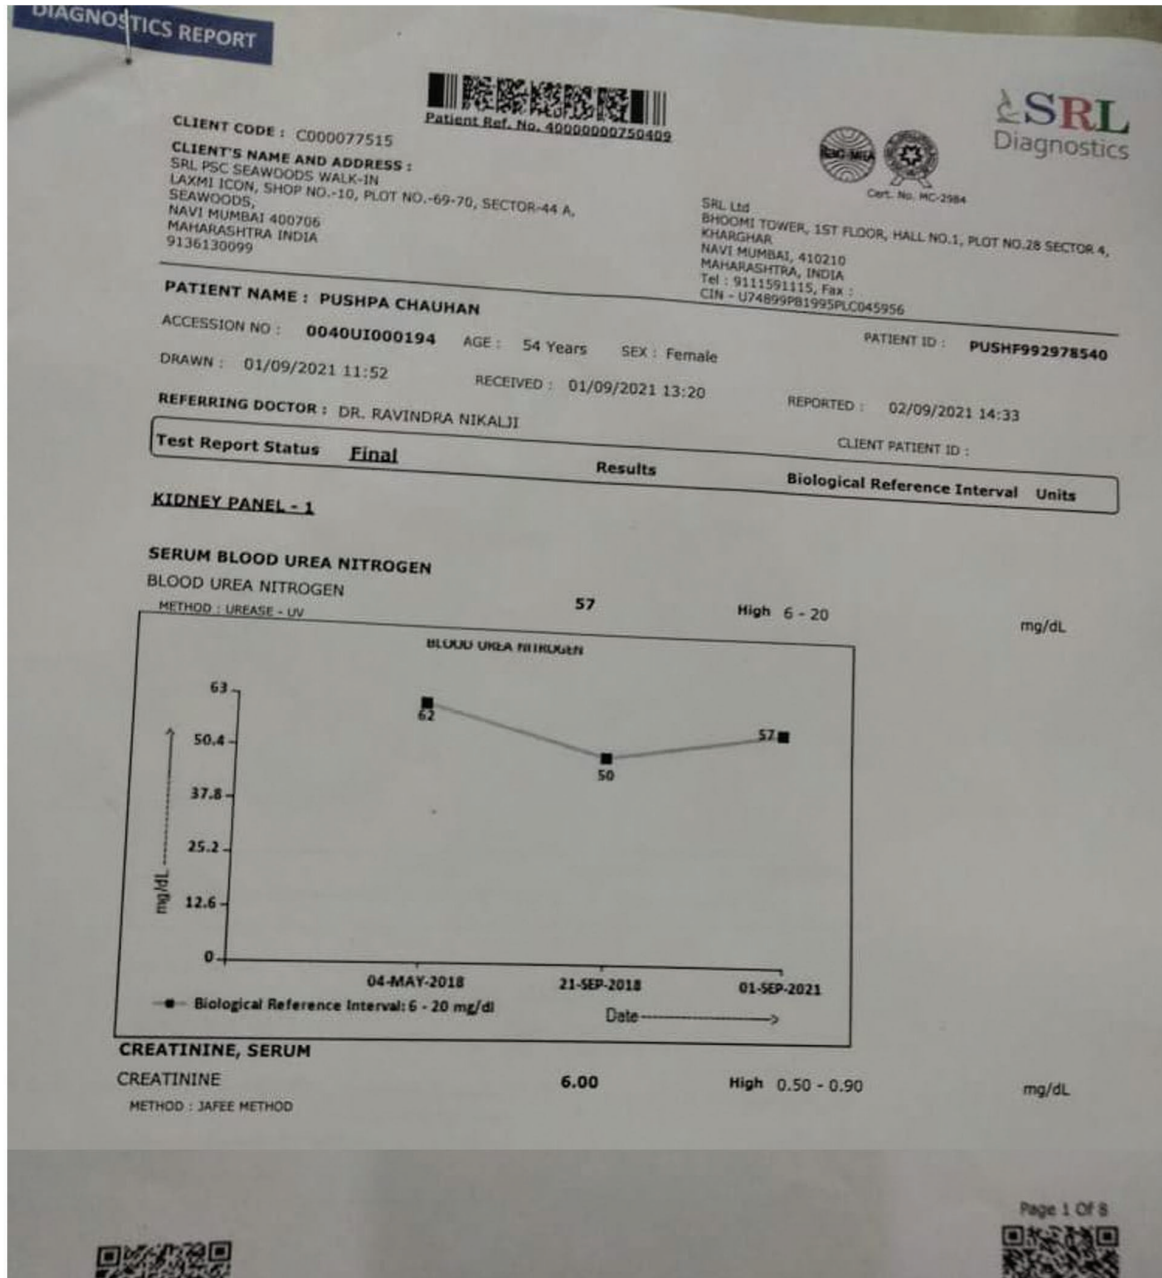 DIAGNOSTICS REPORT
Patient Ref. No. 40000000750409
SRL
Diagnostics
CLIENT CODE : C000077515
CLIENT'S NAME AND ADDRESS :
SRL PSC SEAWOODS WALK-IN
LAXMI ICON, SHOP NO.-10, PLOT NO.-69-70, SECTOR-44 A,
SEAWOODS,
NAVI MUMBAI 400706
MAHARASHTRA INDIA
9136130099
ilac-MRA
Cert. No. MC-2984
SRL Ltd
BHOOMI TOWER, 1ST FLOOR, HALL NO.1, PLOT NO.28 SECTOR 4,
KHARGHAR
NAVI MUMBAI, 410210
MAHARASHTRA, INDIA
Tel : 9111591115, Fax :
CIN - U74899PB1995PLC045956
PATIENT NAME : PUSHPA CHAUHAN
PATIENT ID : PUSHF992978540
ACCESSION NO : 0040UI000194 AGE : 54 Years SEX : Female
DRAWN : 01/09/2021 11:52 RECEIVED : 01/09/2021 13:20 REPORTED : 02/09/2021 14:33
REFERRING DOCTOR : DR. RAVINDRA NIKALJI CLIENT PATIENT ID :
Test Report Status Final Results Biological Reference Interval Units
KIDNEY PANEL - 1
SERUM BLOOD UREA NITROGEN
BLOOD UREA NITROGEN 57 High 6 - 20 mg/dL
METHOD : UREASE - UV
BLOOD UREA NITROGEN
63
62
57
50.4
50
37.8
25.2
12.6
0
mg/dL
04-MAY-2018 21-SEP-2018 01-SEP-2021
Biological Reference Interval: 6 - 20 mg/dl
Date
CREATININE, SERUM
CREATININE 6.00 High 0.50 - 0.90 mg/dL
METHOD : JAFEE METHOD
Page 1 Of 8